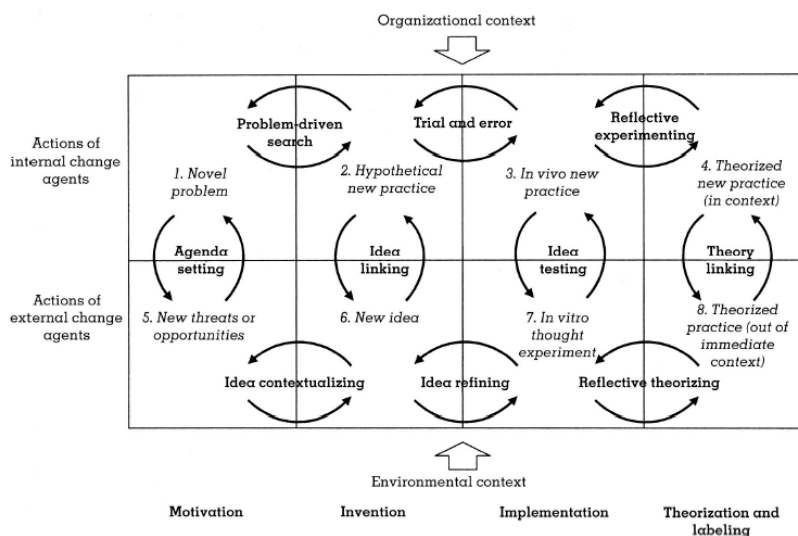 Organizational context
Problem-driven
search
Trial and error
Reflective
experimenting
Actions of
internal change
agents
1. Novel
problem
2. Hypothetical
new practice
3. In vivo new
practice
4. Theorized
new practice
(in context)
Agenda
setting
Idea
linking
Idea
testing
Theory
linking
Actions of
external change
agents
5. New threats or
opportunities
6. New idea
7. In vitro
thought
experiment
8. Theorized
practice (out of
immediate
context)
Idea contextualizing
Idea refining
Reflective theorizing
Environmental context
Motivation
Invention
Implementation
Theorization and
labeling